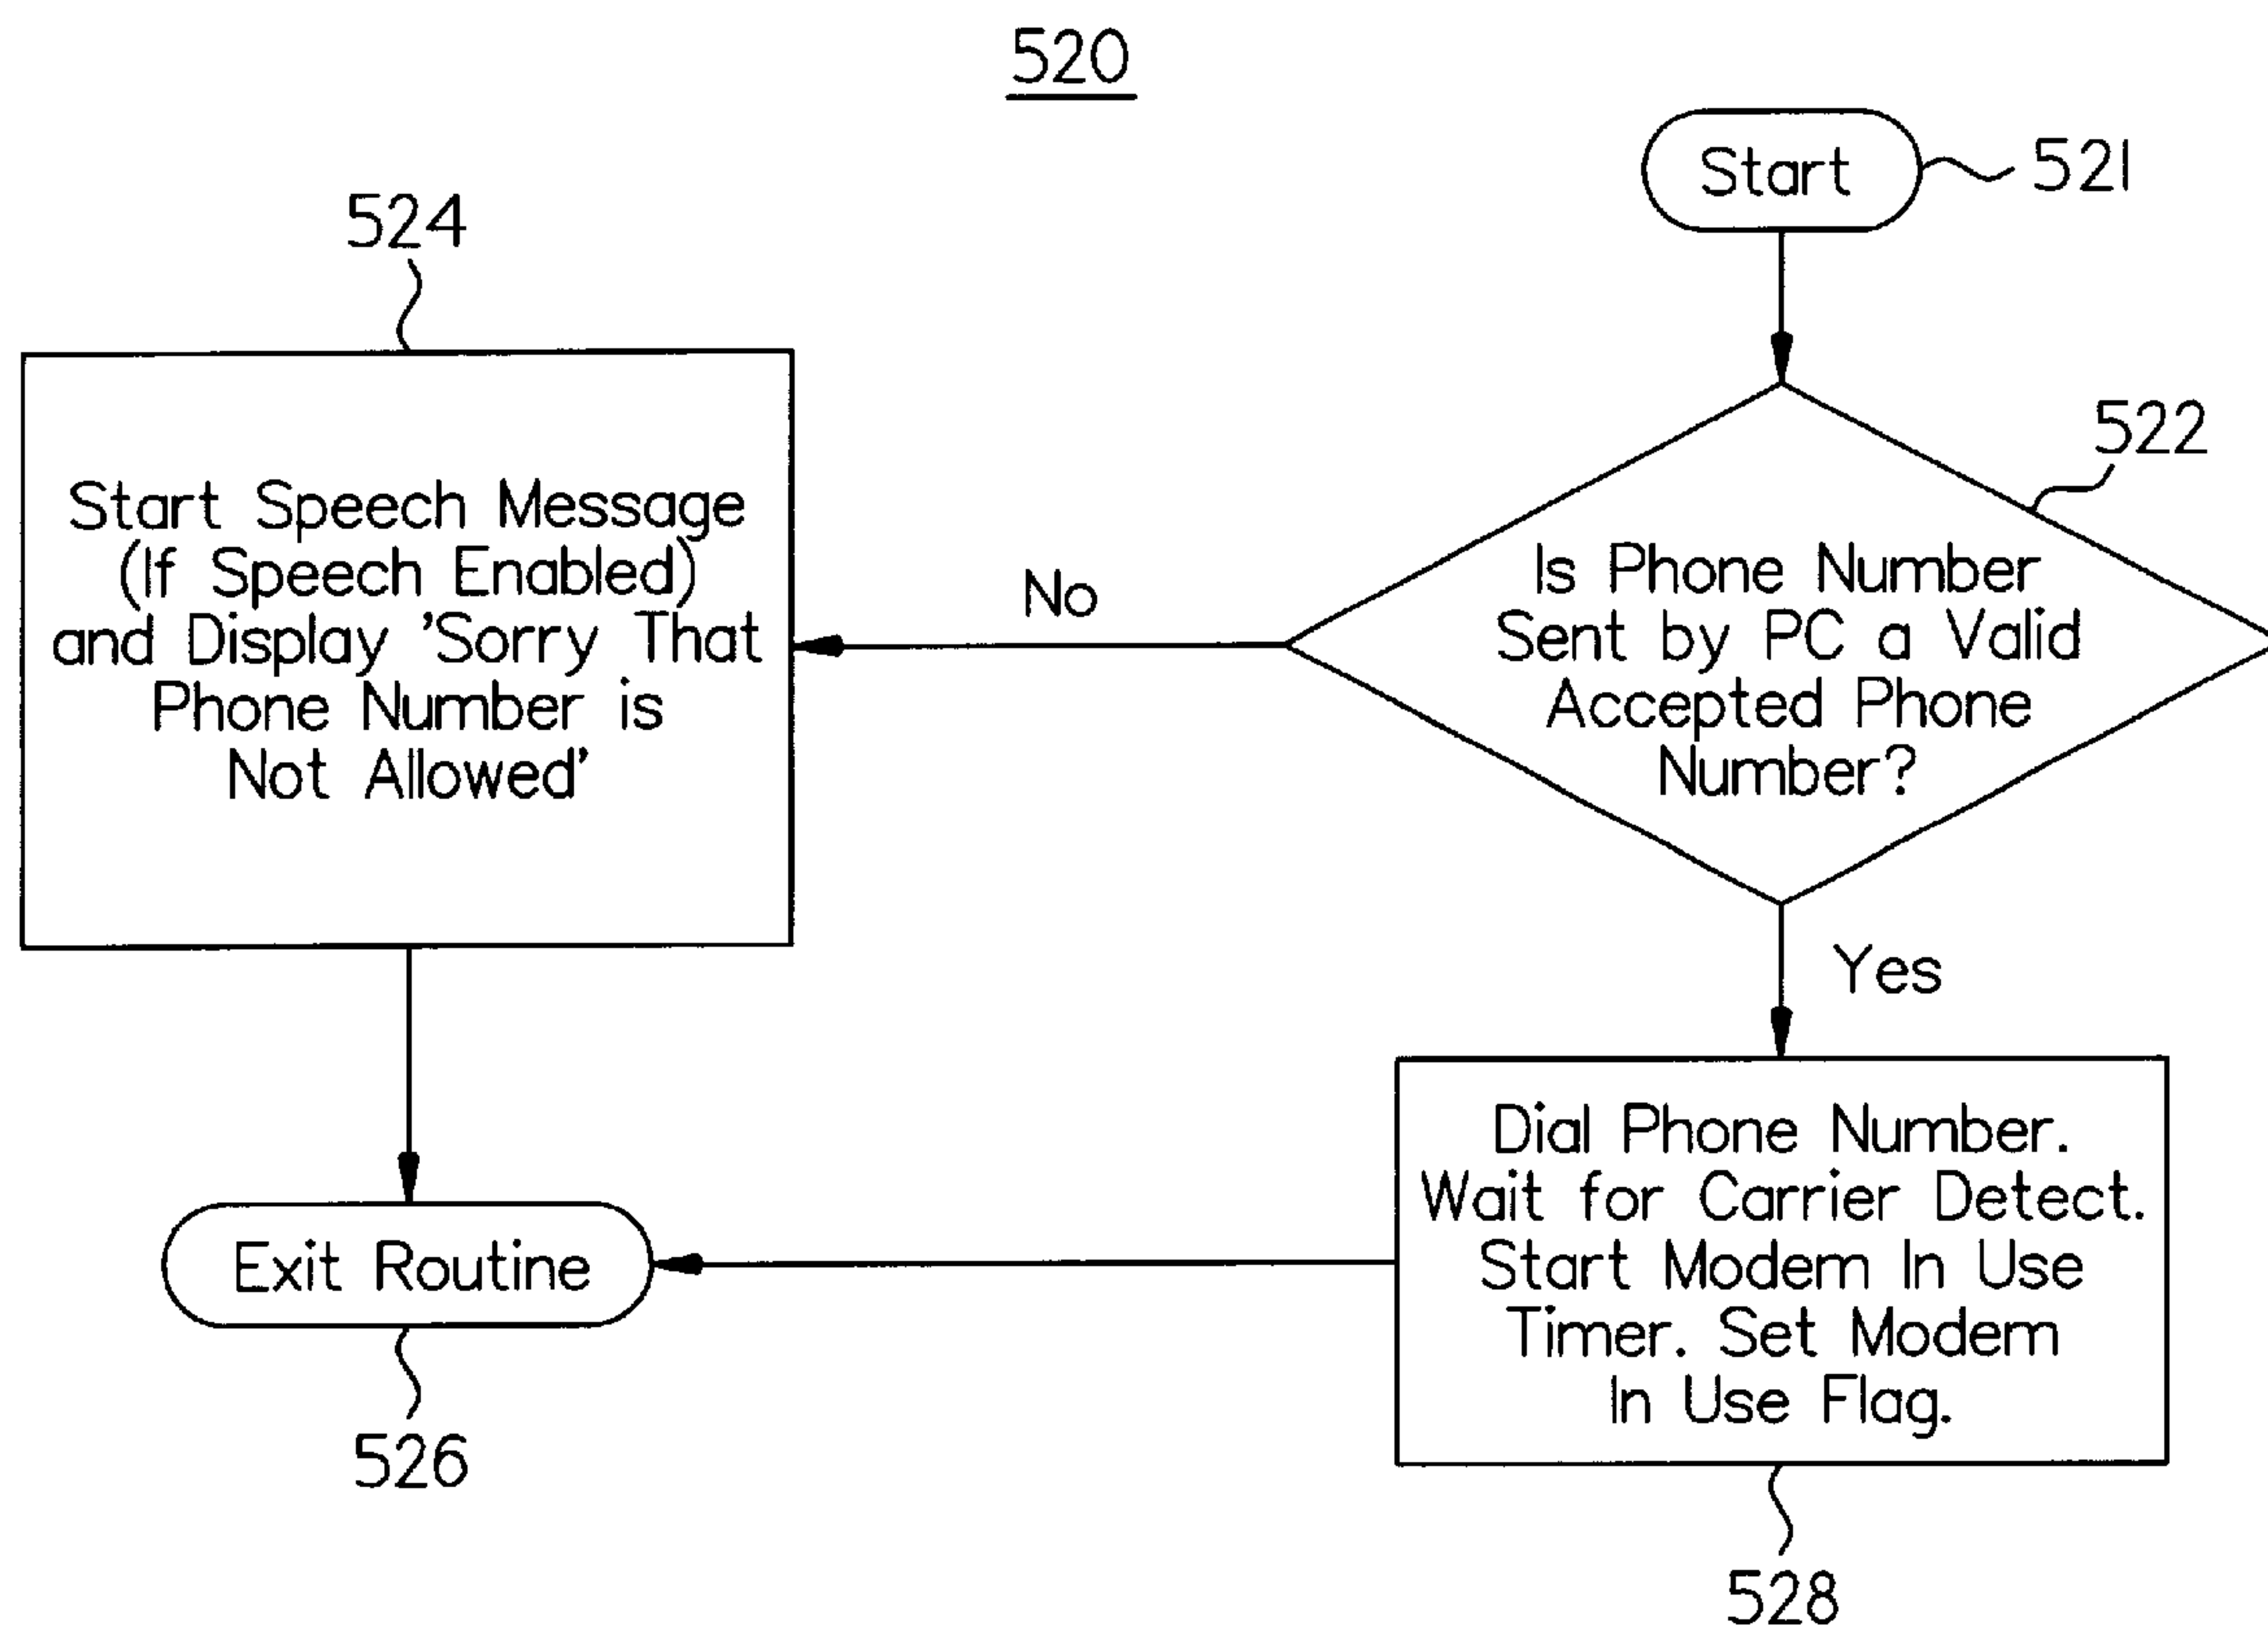 520
Start
521
522
Is Phone Number
Sent by PC a Valid
Accepted Phone
Number?
No
524
Start Speech Message
(If Speech Enabled)
and Display 'Sorry That
Phone Number is
Not Allowed'
Yes
Dial Phone Number.
Wait for Carrier Detect.
Start Modem In Use
Timer. Set Modem
In Use Flag.
528
Exit Routine
526